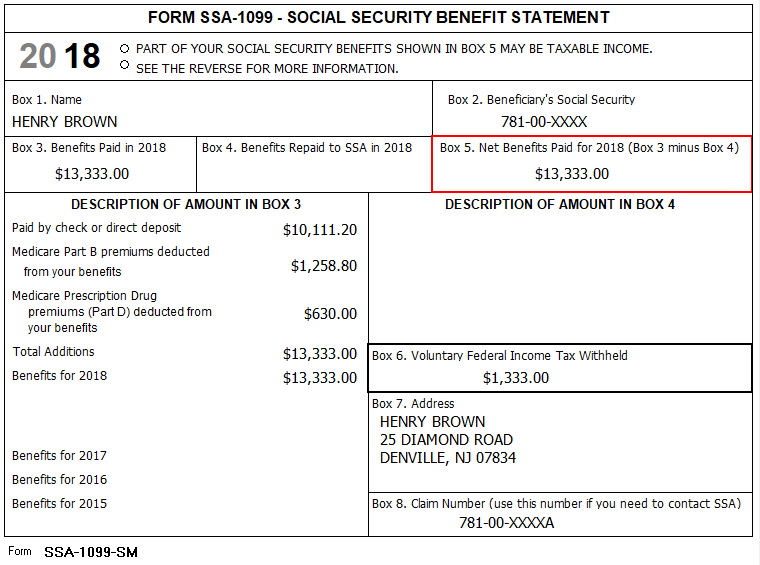 FORM SSA-1099 - SOCIAL SECURITY BENEFIT STATEMENT
2018
PART OF YOUR SOCIAL SECURITY BENEFITS SHOWN IN BOX 5 MAY BE TAXABLE INCOME.
SEE THE REVERSE FOR MORE INFORMATION.
Box 1. Name
HENRY BROWN
Box 2. Beneficiary's Social Security
781-00-XXXX
Box 3. Benefits Paid in 2018
$13,333.00
Box 4. Benefits Repaid to SSA in 2018
Box 5. Net Benefits Paid for 2018 (Box 3 minus Box 4)
$13,333.00
DESCRIPTION OF AMOUNT IN BOX 3
Paid by check or direct deposit $10,111.20
Medicare Part B premiums deducted
from your benefits $1,258.80
Medicare Prescription Drug
premiums (Part D) deducted from $630.00
your benefits
Total Additions $13,333.00
Benefits for 2018 $13,333.00
Benefits for 2017
Benefits for 2016
Benefits for 2015
DESCRIPTION OF AMOUNT IN BOX 4
Box 6. Voluntary Federal Income Tax Withheld
$1,333.00
Box 7. Address
HENRY BROWN
25 DIAMOND ROAD
DENVILLE, NJ 07834
Box 8. Claim Number (use this number if you need to contact SSA)
781-00-XXXXA
Form SSA-1099-SM